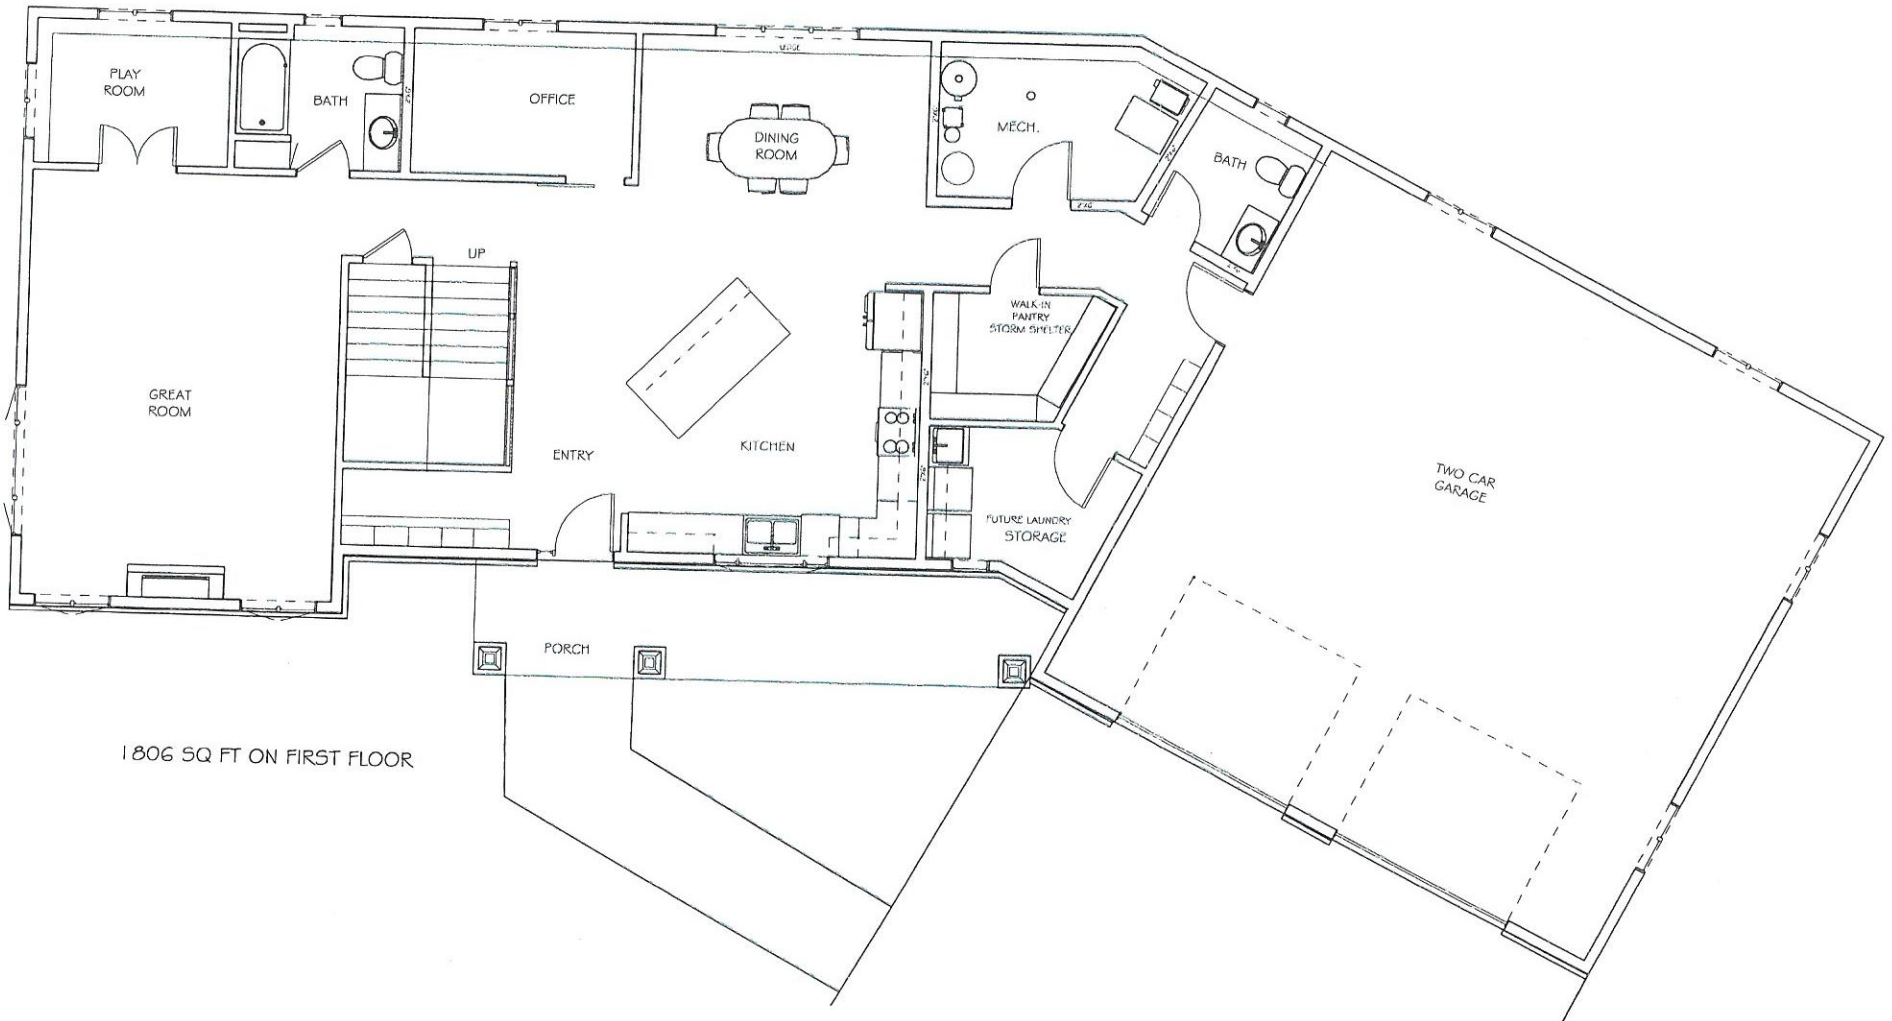 PLAY
ROOM
BATH
OFFICE
DINING
ROOM
MECH.
BATH
UP
WALK-IN
PANTRY
STORM SHELTER
GREAT
ROOM
ENTRY
KITCHEN
TWO CAR
GARAGE
FUTURE LAUNDRY
STORAGE
PORCH
1806 SQ FT ON FIRST FLOOR